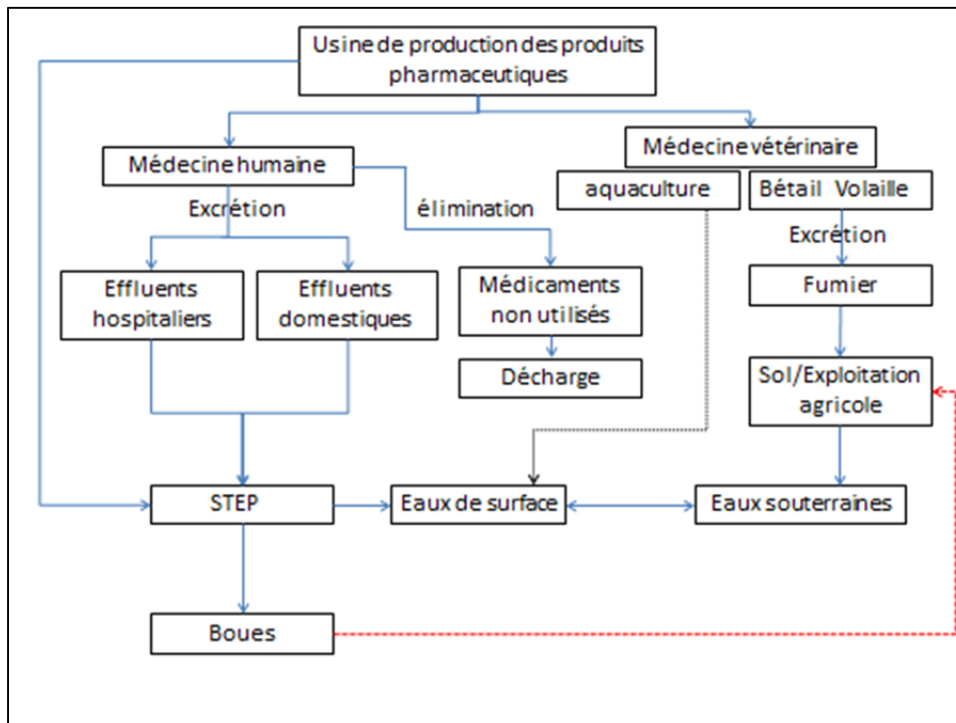 Usine de production des produits
pharmaceutiques
Médecine humaine
Médecine vétérinaire
aquaculture
Bétail Volaille
Excrétion
élimination
Excrétion
Effluents
hospitaliers
Effluents
domestiques
Médicaments
non utilisés
Fumier
Décharge
Sol/Exploitation
agricole
STEP
Eaux de surface
Eaux souterraines
Boues